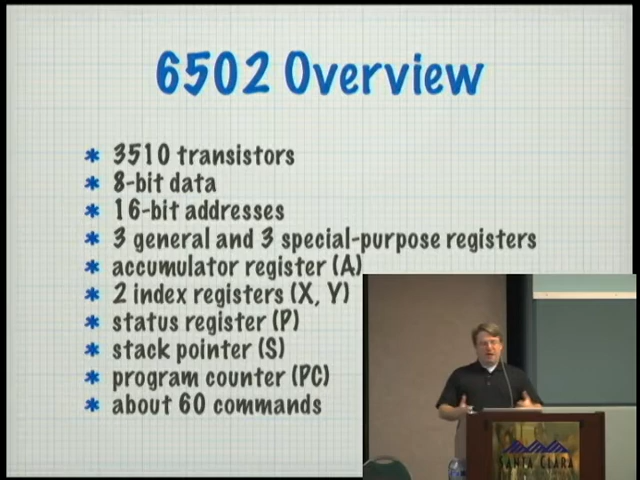 6502 Overview
* 3510 transistors
* 8-bit data
* 16-bit addresses
* 3 general and 3 special-purpose registers
* accumulator register (A)
* 2 index registers (X, Y)
* status register (P)
* stack pointer (S)
* program counter (PC)
* about 60 commands
SANTA CLARA